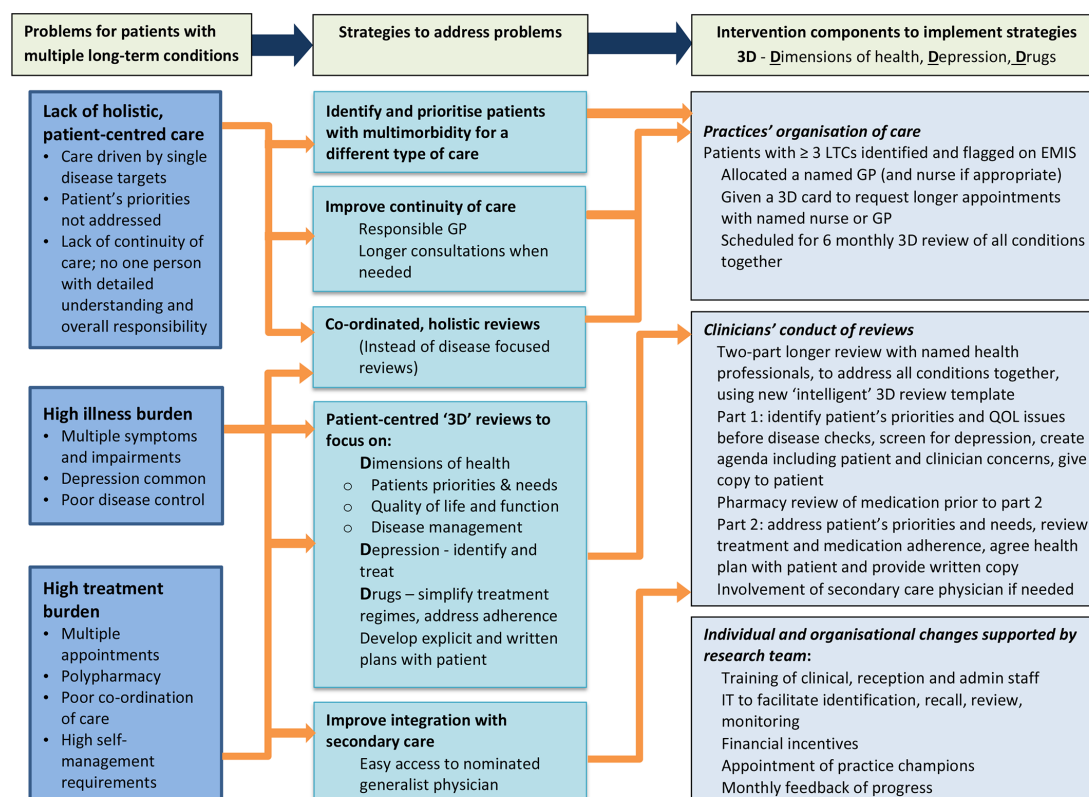 Problems for patients with
multiple long-term conditions
Strategies to address problems
Intervention components to implement strategies
3D - Dimensions of health, Depression, Drugs
Lack of holistic,
patient-centred care
• Care driven by single
disease targets
• Patient's priorities
not addressed
• Lack of continuity of
care; no one person
with detailed
understanding and
overall responsibility
High illness burden
• Multiple symptoms
and impairments
• Depression common
• Poor disease control
High treatment
burden
• Multiple
appointments
• Polypharmacy
• Poor co-ordination
of care
• High self-
management
requirements
Identify and prioritise patients
with multimorbidity for a
different type of care
Improve continuity of care
Responsible GP
Longer consultations when
needed
Co-ordinated, holistic reviews
(Instead of disease focused
reviews)
Patient-centred ‘3D’ reviews to
focus on:
Dimensions of health
o Patients priorities & needs
o Quality of life and function
o Disease management
Depression - identify and
treat
Drugs – simplify treatment
regimes, address adherence
Develop explicit and written
plans with patient
Improve integration with
secondary care
Easy access to nominated
generalist physician
Practices’ organisation of care
Patients with ≥ 3 LTCs identified and flagged on EMIS
Allocated a named GP (and nurse if appropriate)
Given a 3D card to request longer appointments
with named nurse or GP
Scheduled for 6 monthly 3D review of all conditions
together
Clinicians’ conduct of reviews
Two-part longer review with named health
professionals, to address all conditions together,
using new ‘intelligent’ 3D review template
Part 1: identify patient’s priorities and QOL issues
before disease checks, screen for depression, create
agenda including patient and clinician concerns, give
copy to patient
Pharmacy review of medication prior to part 2
Part 2: address patient’s priorities and needs, review
treatment and medication adherence, agree health
plan with patient and provide written copy
Involvement of secondary care physician if needed
Individual and organisational changes supported by
research team:
Training of clinical, reception and admin staff
IT to facilitate identification, recall, review,
monitoring
Financial incentives
Appointment of practice champions
Monthly feedback of progress